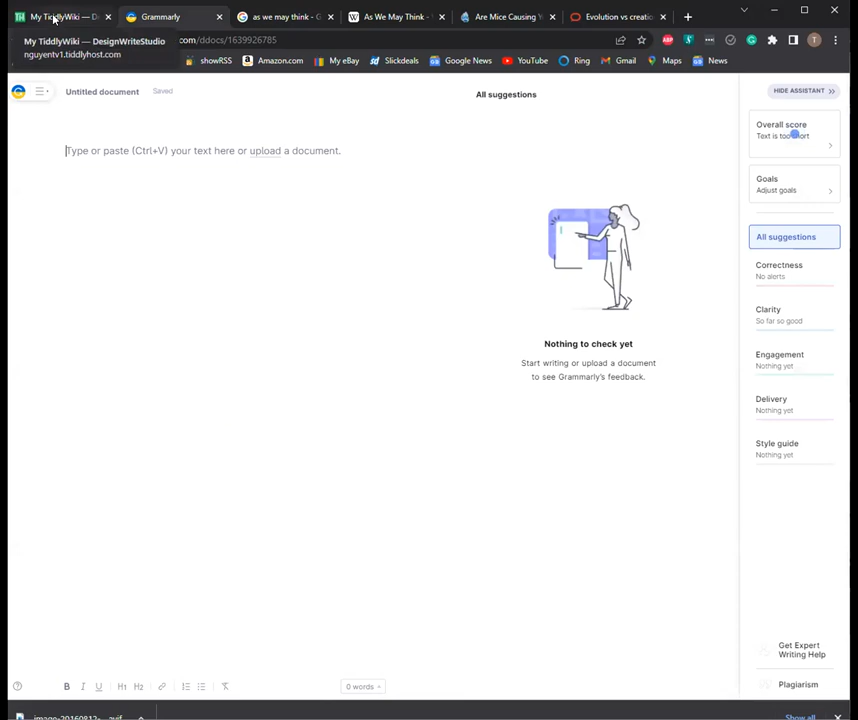 My TiddlyWiki — D
Grammarly
as we may think - G
As We May Think -
Are Mice Causing Y
Evolution vs creatio
My TiddlyWiki — DesignWriteStudio
nguyentv1.tiddlyhost.com
com/ddocs/1639926785
showRSS
Amazon.com
My eBay
Slickdeals
Google News
YouTube
Ring
Gmail
Maps
News
Untitled document
Saved
All suggestions
HIDE ASSISTANT
Type or paste (Ctrl+V) your text here or upload a document.
Overall score
Text is too short
Goals
Adjust goals
All suggestions
Correctness
No alerts
Clarity
So far so good
Engagement
Nothing yet
Delivery
Nothing yet
Style guide
Nothing yet
Nothing to check yet
Start writing or upload a document
to see Grammarly's feedback.
Get Expert
Writing Help
Plagiarism
B I U H1 H2
0 words
Show all